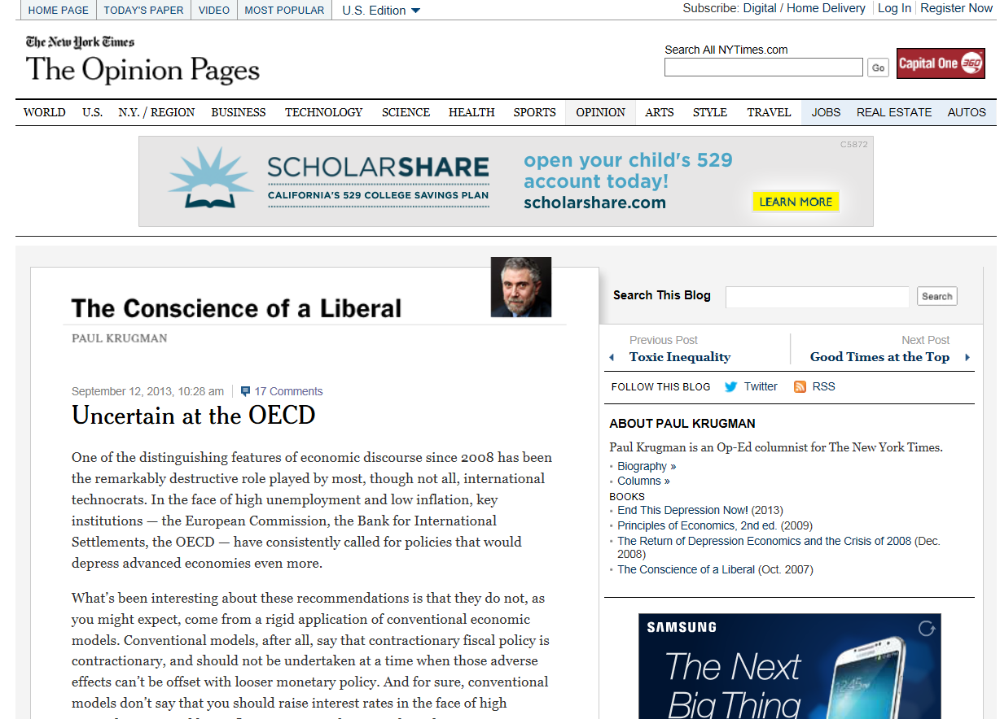 HOME PAGE TODAY'S PAPER VIDEO MOST POPULAR U.S. Edition
Subscribe: Digital / Home Delivery Log In Register Now
The New York Times
The Opinion Pages
Search All NYTimes.com
Go
Capital One 360
WORLD U.S. N.Y. / REGION BUSINESS TECHNOLOGY SCIENCE HEALTH SPORTS OPINION ARTS STYLE TRAVEL JOBS REAL ESTATE AUTOS
C5872
SCHOLARSHARE
CALIFORNIA'S 529 COLLEGE SAVINGS PLAN
open your child's 529
account today!
scholarshare.com
LEARN MORE
The Conscience of a Liberal
PAUL KRUGMAN
September 12, 2013, 10:28 am 17 Comments
Uncertain at the OECD
One of the distinguishing features of economic discourse since 2008 has been
the remarkably destructive role played by most, though not all, international
technocrats. In the face of high unemployment and low inflation, key
institutions — the European Commission, the Bank for International
Settlements, the OECD — have consistently called for policies that would
depress advanced economies even more.
What's been interesting about these recommendations is that they do not, as
you might expect, come from a rigid application of conventional economic
models. Conventional models, after all, say that contractionary fiscal policy is
contractionary, and should not be undertaken at a time when those adverse
effects can't be offset with looser monetary policy. And for sure, conventional
models don't say that you should raise interest rates in the face of high
Search This Blog
Search
Previous Post
Toxic Inequality
Next Post
Good Times at the Top
FOLLOW THIS BLOG Twitter RSS
ABOUT PAUL KRUGMAN
Paul Krugman is an Op-Ed columnist for The New York Times.
• Biography »
• Columns »
BOOKS
• End This Depression Now! (2013)
• Principles of Economics, 2nd ed. (2009)
• The Return of Depression Economics and the Crisis of 2008 (Dec.
2008)
• The Conscience of a Liberal (Oct. 2007)
SAMSUNG
The Next
Big Thing
12:45